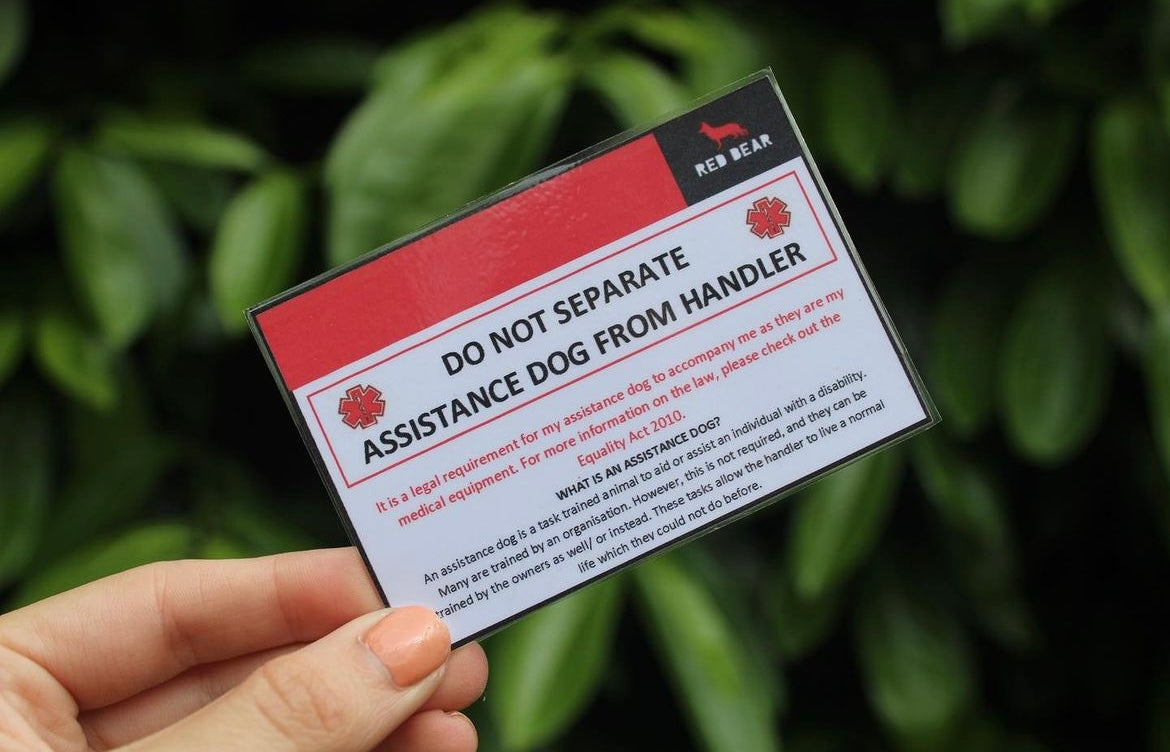 RED DEAR
DO NOT SEPARATE
ASSISTANCE DOG FROM HANDLER
It is a legal requirement for my assistance dog to accompany me as they are my
medical equipment. For more information on the law, please check out the
Equality Act 2010.
WHAT IS AN ASSISTANCE DOG?
An assistance dog is a task trained animal to aid or assist an individual with a disability.
Many are trained by an organisation. However, this is not required, and they can be
trained by the owners as well/ or instead. These tasks allow the handler to live a normal
life which they could not do before.